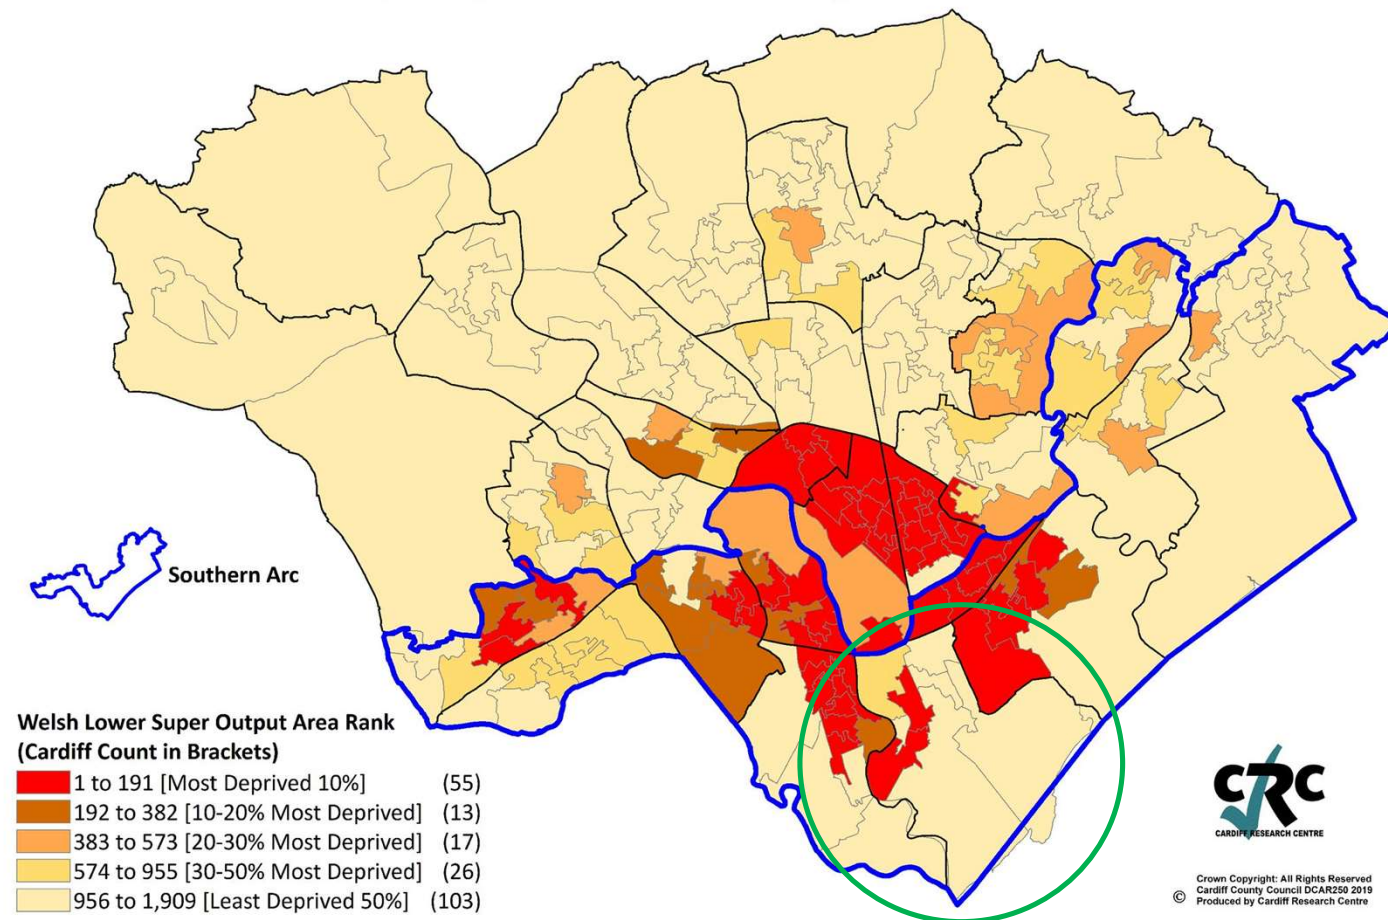 Southern Arc
Welsh Lower Super Output Area Rank
(Cardiff Count in Brackets)
1 to 191 [Most Deprived 10%] (55)
192 to 382 [10-20% Most Deprived] (13)
383 to 573 [20-30% Most Deprived] (17)
574 to 955 [30-50% Most Deprived] (26)
956 to 1,909 [Least Deprived 50%] (103)
CRC
CARDIFF RESEARCH CENTRE
Crown Copyright: All Rights Reserved
© Cardiff County Council DCAR250 2019
Produced by Cardiff Research Centre